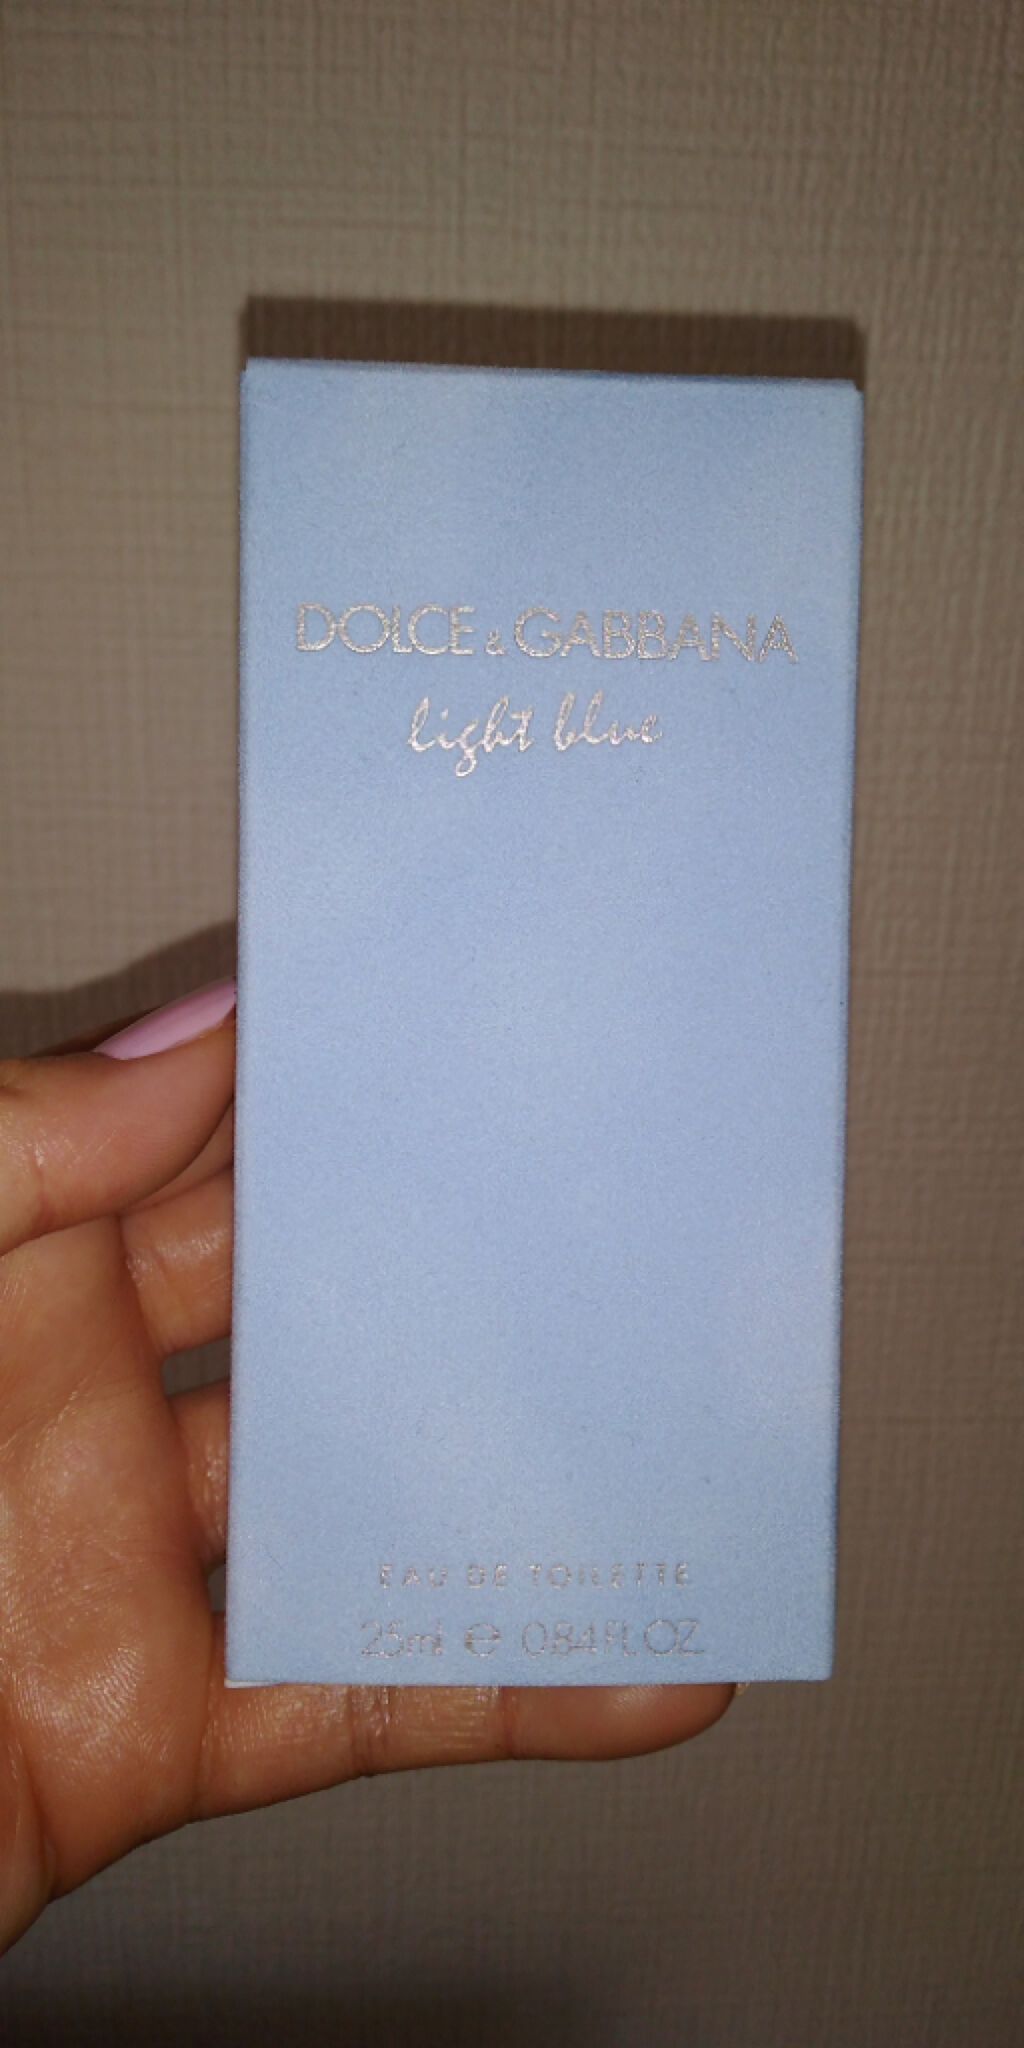 DOLCE & GABBANA
light blue
EAU DE TOILETTE
25ml ℮ 0.84 FL OZ